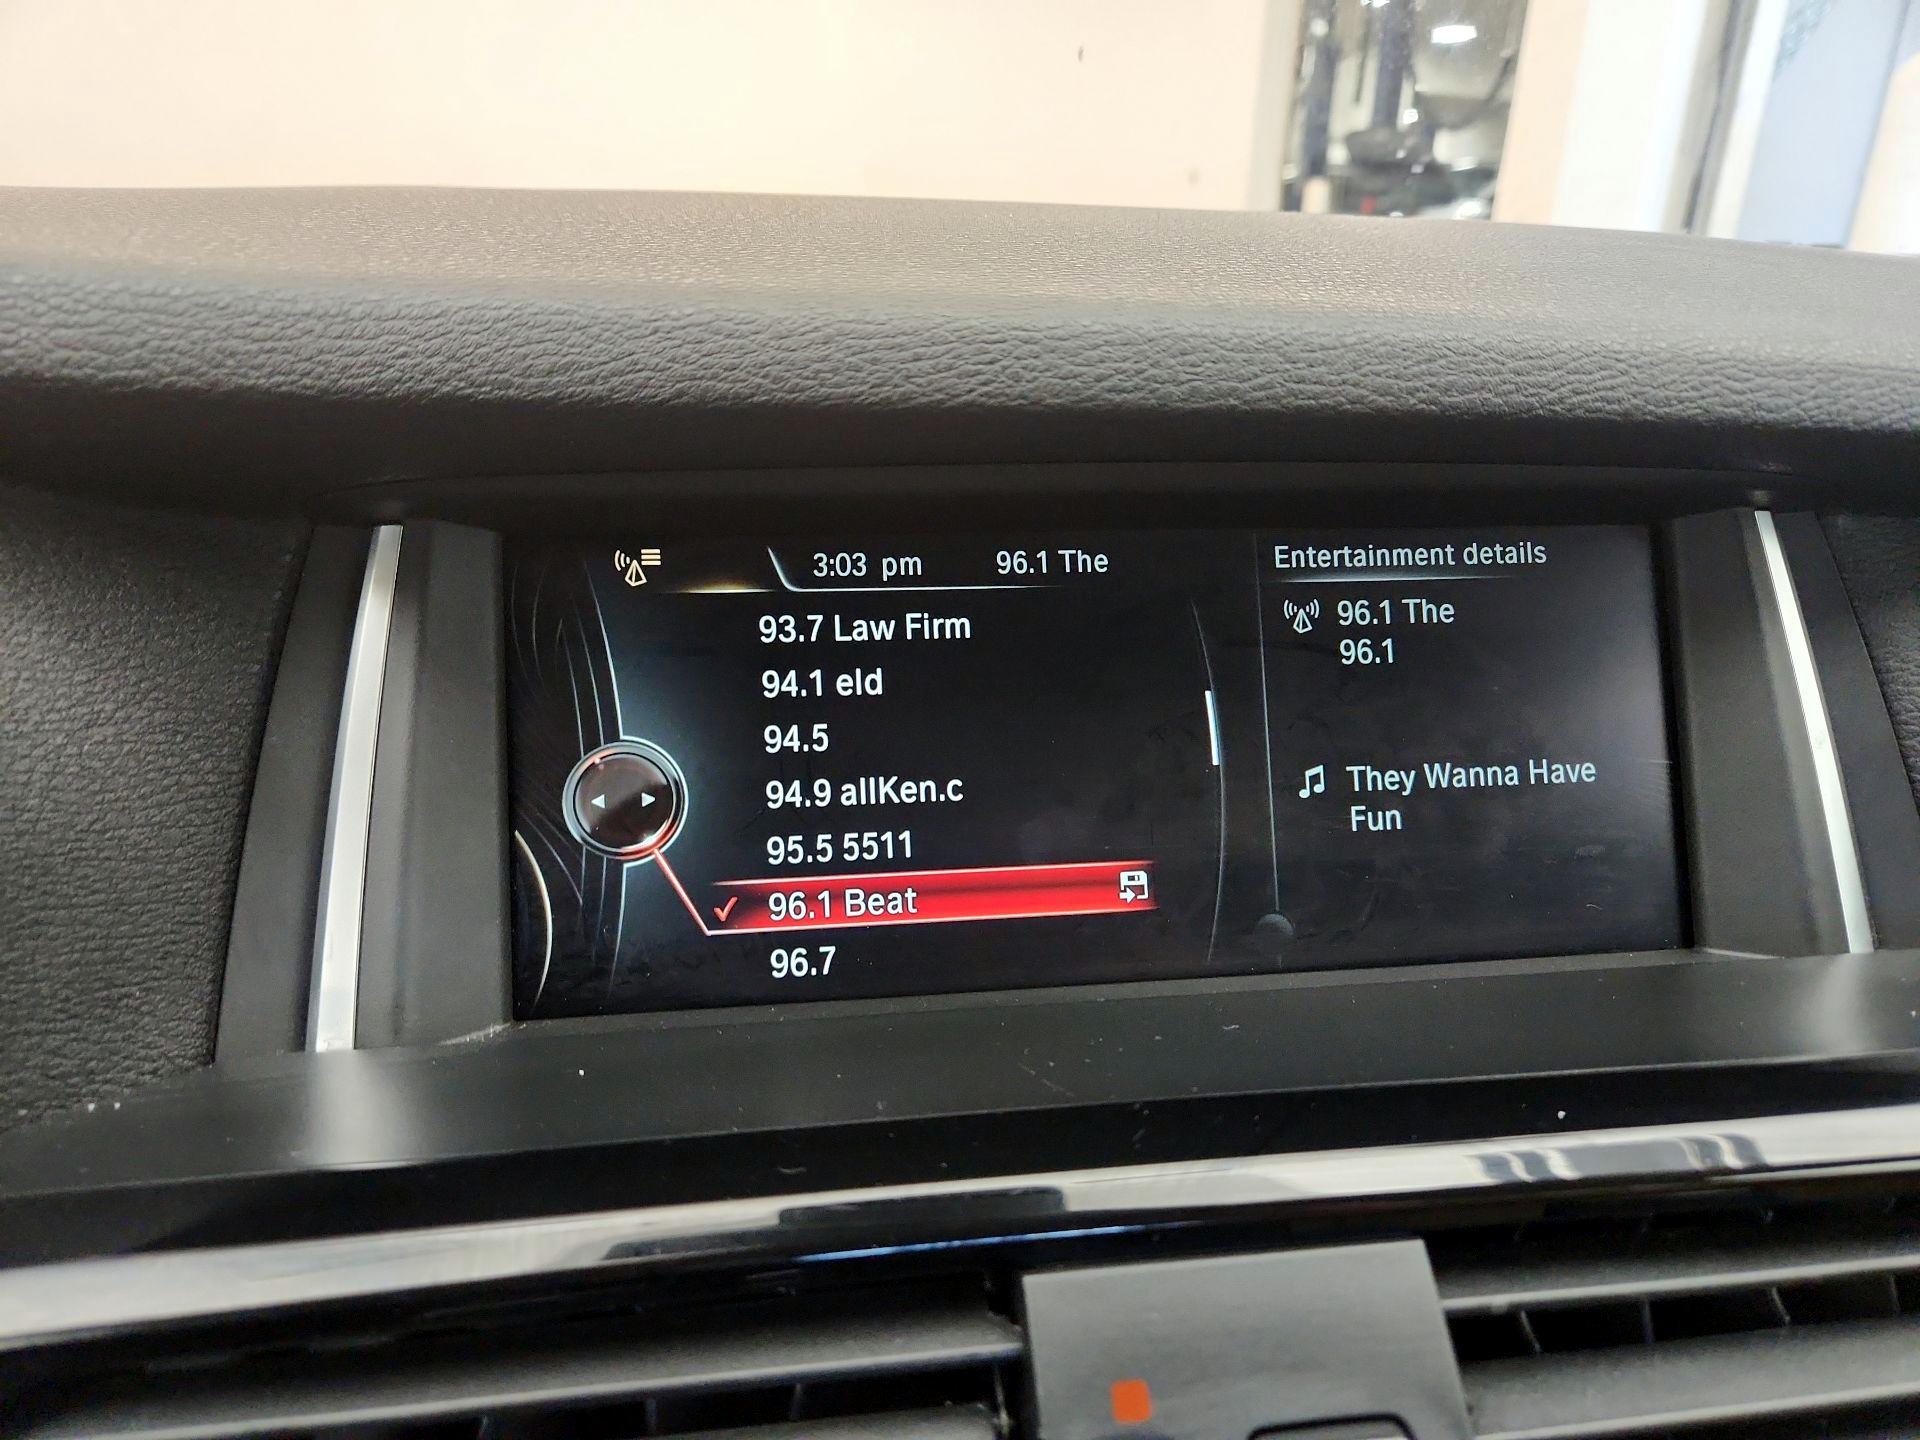 3:03 pm 96.1 The
93.7 Law Firm
94.1 eld
94.5
94.9 allKen.c
95.5 5511
96.1 Beat
96.7
Entertainment details
96.1 The
96.1
They Wanna Have
Fun